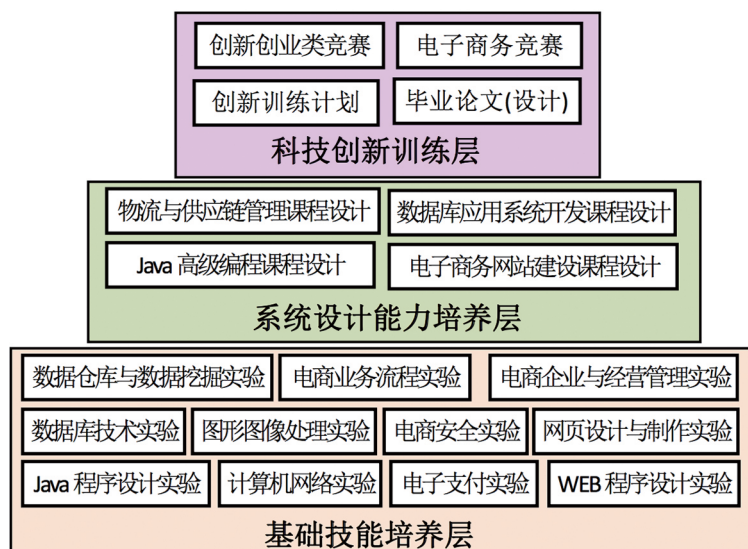 创新创业类竞赛 电子商务竞赛
创新训练计划 毕业论文(设计)
科技创新训练层
物流与供应链管理课程设计 数据库应用系统开发课程设计
Java 高级编程课程设计 电子商务网站建设课程设计
系统设计能力培养层
数据仓库与数据挖掘实验 电商业务流程实验 电商企业与经营管理实验
数据库技术实验 图形图像处理实验 电商安全实验 网页设计与制作实验
Java 程序设计实验 计算机网络实验 电子支付实验 WEB 程序设计实验
基础技能培养层